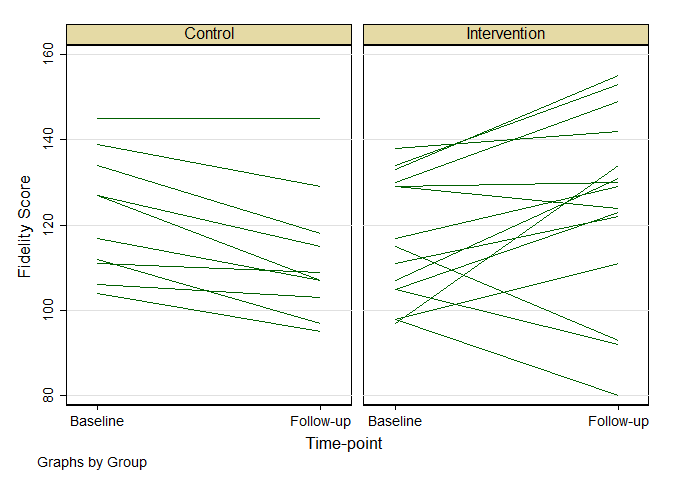 Control Intervention
160
140
120
100
80
Fidelity Score
Baseline Follow-up Baseline Follow-up
Time-point
Graphs by Group